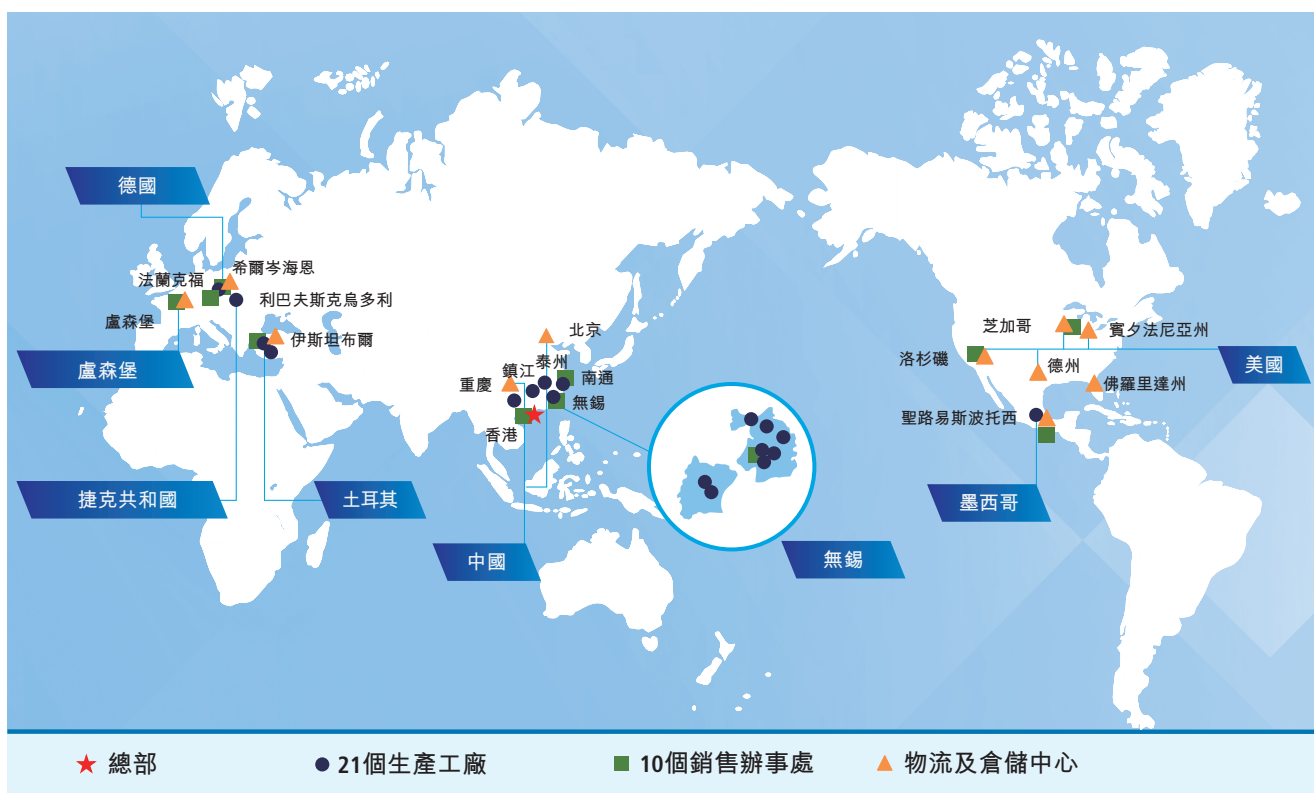 德國
法蘭克福
希爾岑海恩
利巴夫斯克烏多利
盧森堡
伊斯坦布爾
盧森堡
捷克共和國
土耳其
北京
泰州
鎮江
重慶
南通
無錫
香港
中國
無錫
芝加哥
賓夕法尼亞州
洛杉磯
德州
美國
佛羅里達州
聖路易斯波托西
墨西哥
總部
21個生產工廠
10個銷售辦事處
物流及倉儲中心